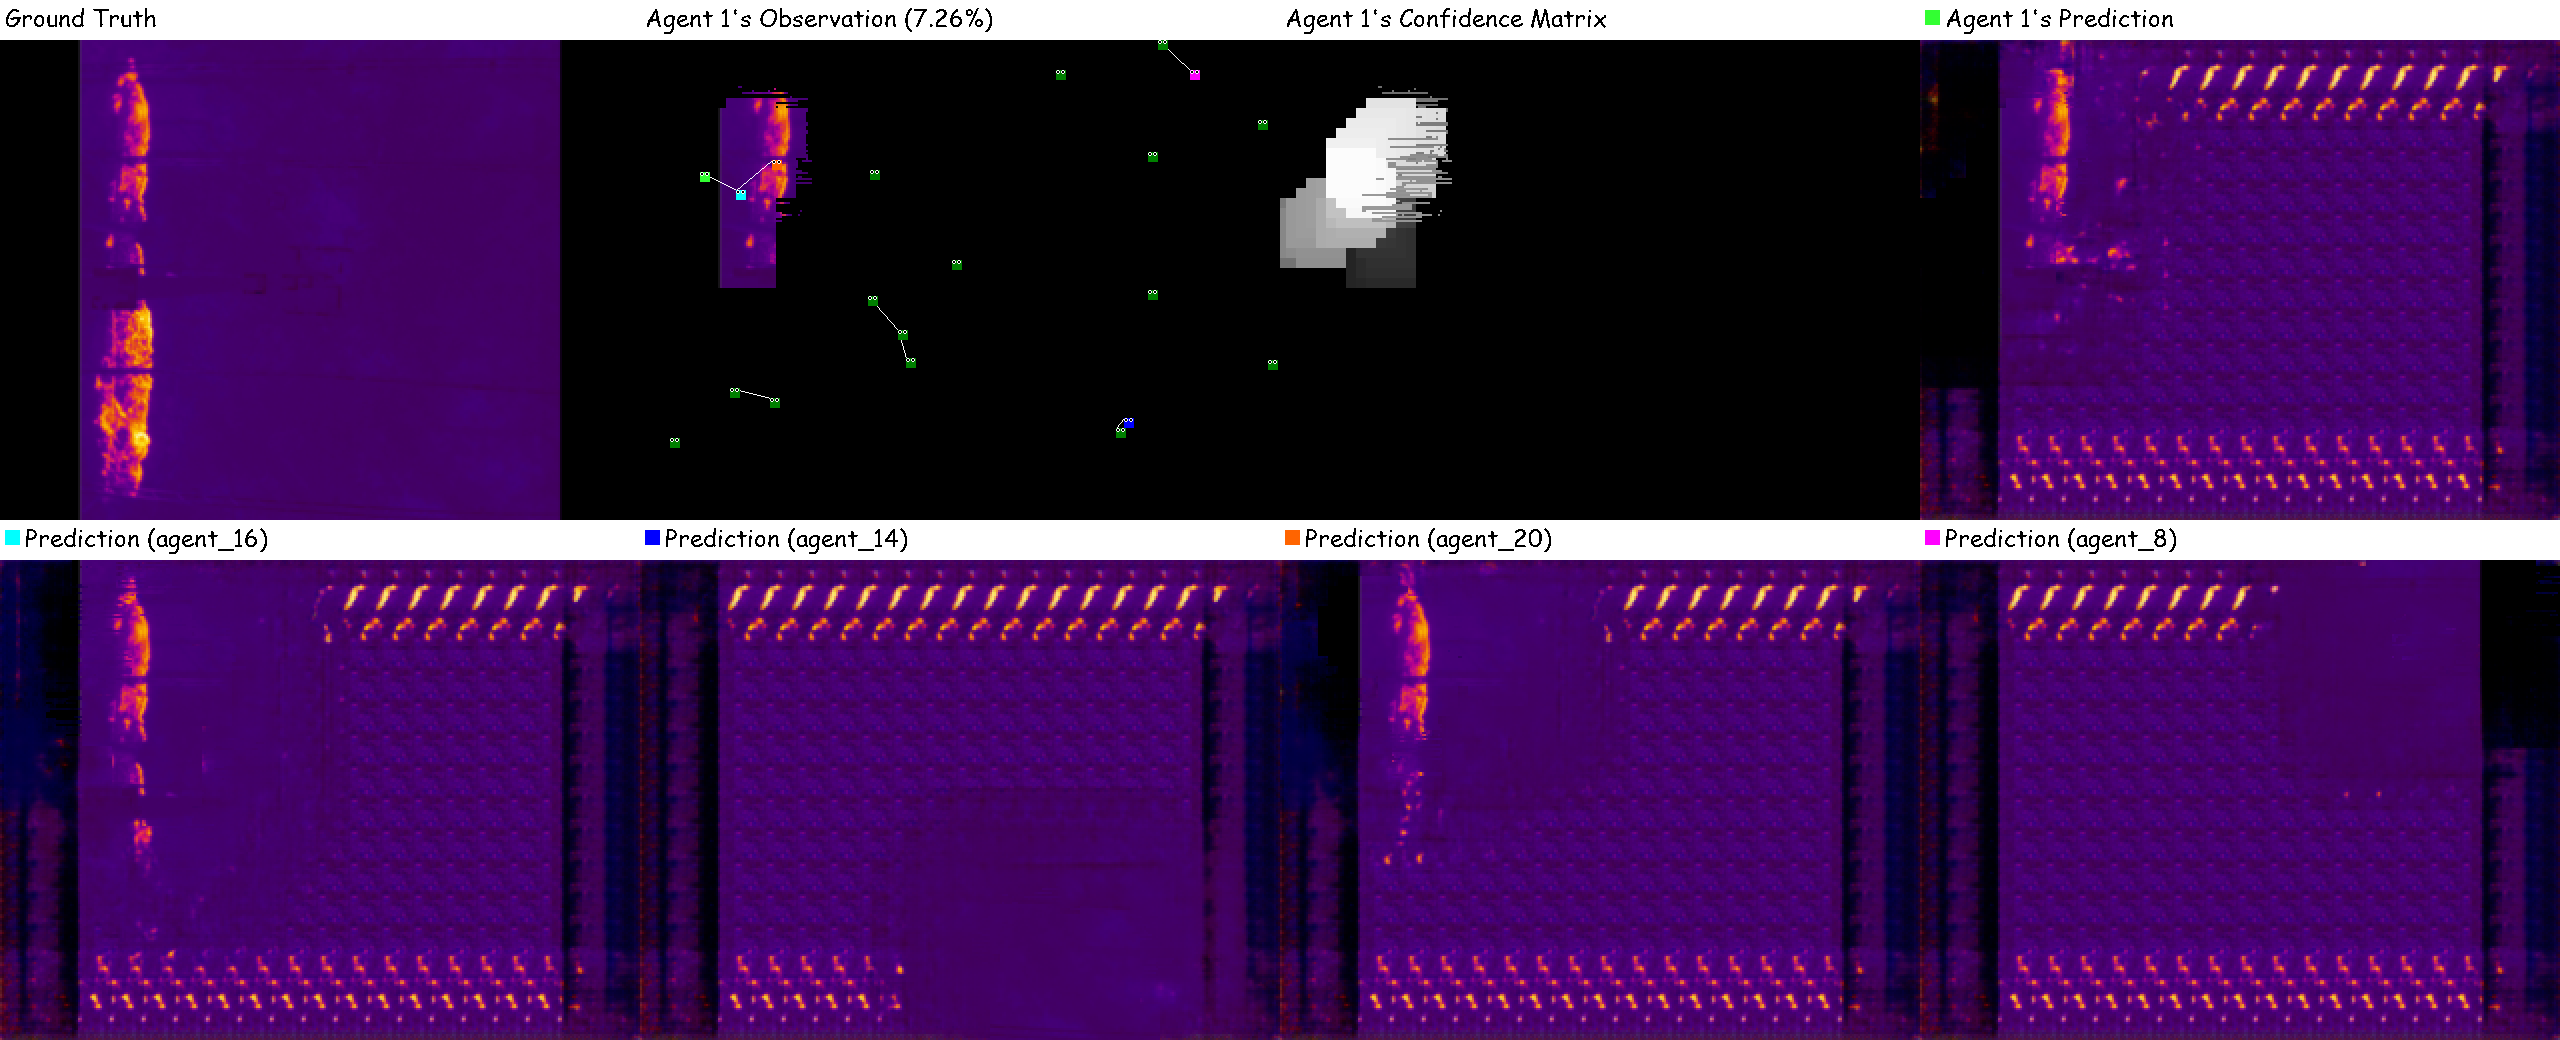 Ground Truth
Agent 1's Observation (7.26%)
Agent 1's Confidence Matrix
Agent 1's Prediction
Prediction (agent_16)
Prediction (agent_14)
Prediction (agent_20)
Prediction (agent_8)